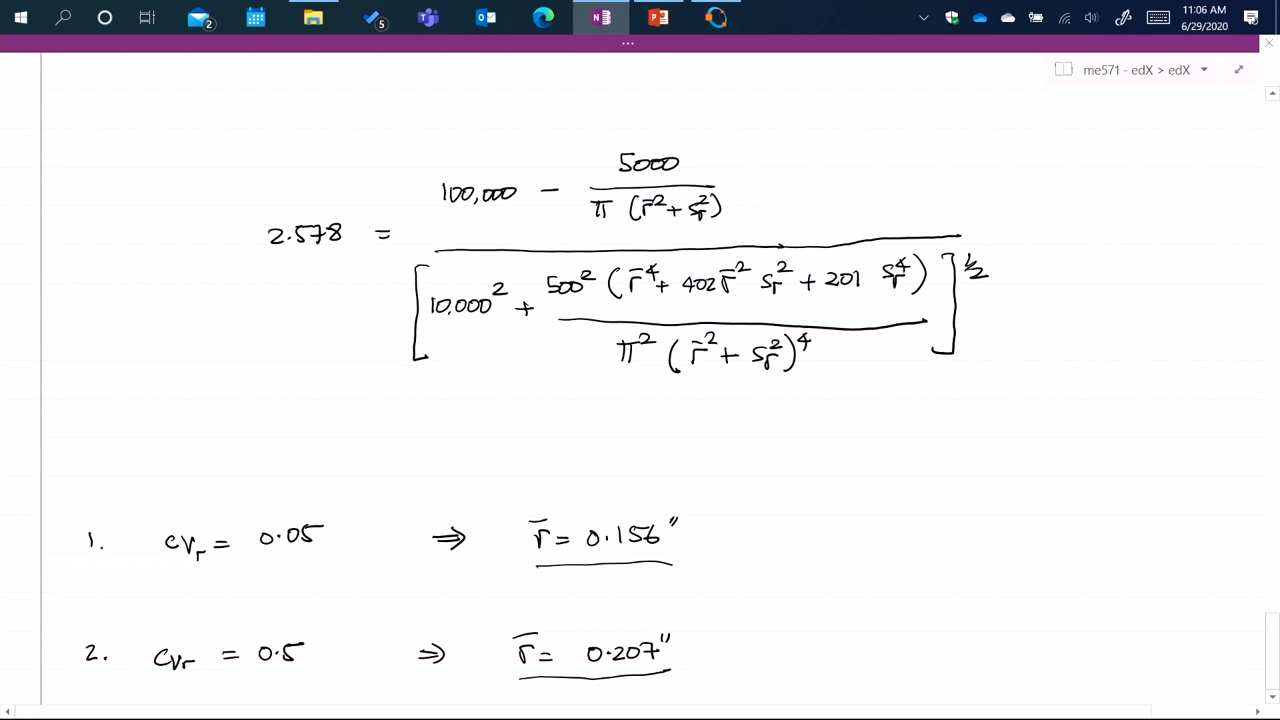 2
5
11:06 AM
6/29/2020
me571 - edX > edX
2.578 = (100,000 - 5000 / (π (r̄² + sᵣ²))) / [10,000² + 500² (r̄⁴ + 402 r̄² sᵣ² + 201 sᵣ⁴) / (π² (r̄² + sᵣ²)⁴)]^½
1. cvᵣ = 0.05 ⇒ r̄ = 0.156"
2. cvᵣ = 0.5 ⇒ r̄ = 0.207"